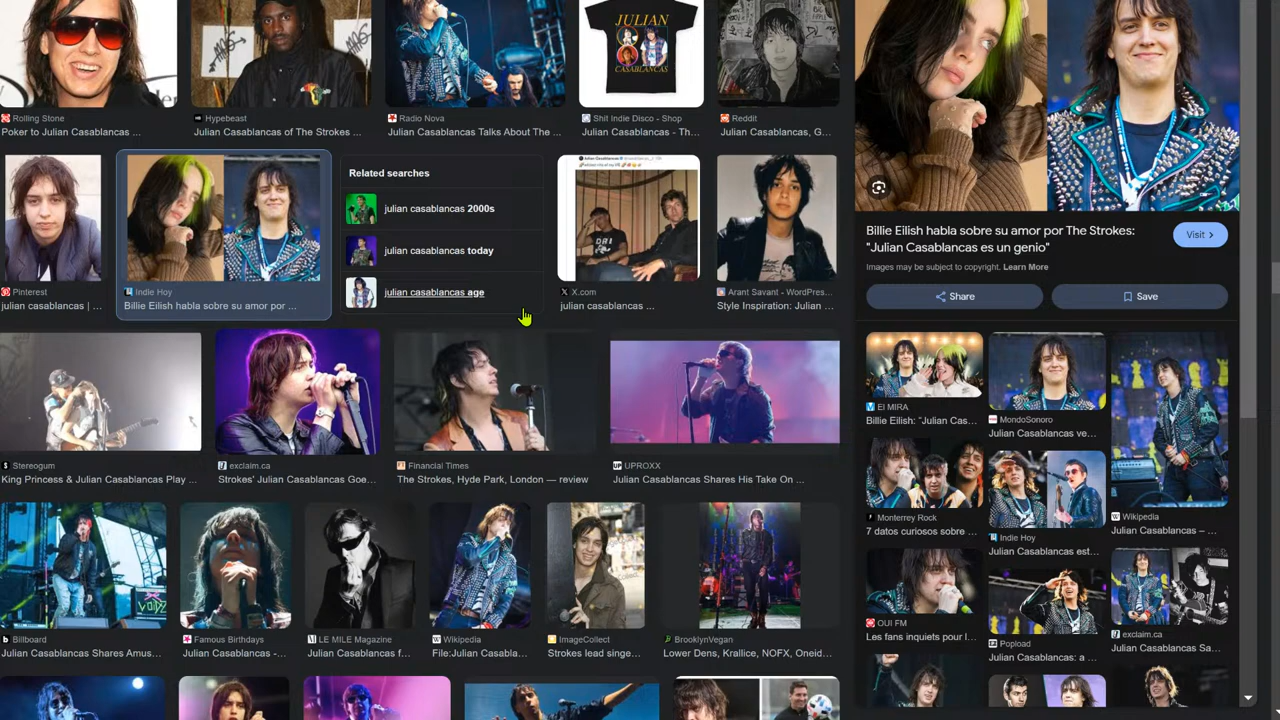 JULIAN
CASABLANCAS
Rolling Stone
Poker to Julian Casablancas ...
Hypebeast
Julian Casablancas of The Strokes ...
Radio Nova
Julian Casablancas Talks About The ...
Shit Indie Disco - Shop
Julian Casablancas - Th...
Reddit
Julian Casablancas, G...
Pinterest
julian casablancas | ...
Indie Hoy
Billie Eilish habla sobre su amor por ...
Related searches
julian casablancas 2000s
julian casablancas today
julian casablancas age
X.com
julian casablancas ...
Arant Savant - WordPres...
Style Inspiration: Julian ...
Stereogum
King Princess & Julian Casablancas Play ...
exclaim.ca
Strokes' Julian Casablancas Goe...
Financial Times
The Strokes, Hyde Park, London — review
UPROXX
Julian Casablancas Shares His Take On ...
Billboard
Julian Casablancas Shares Amus...
Famous Birthdays
Julian Casablancas -...
LE MILE Magazine
Julian Casablancas f...
Wikipedia
File:Julian Casabla...
ImageCollect
Strokes lead singe...
BrooklynVegan
Lower Dens, Krallice, NOFX, Oneid...
Billie Eilish habla sobre su amor por The Strokes:
"Julian Casablancas es un genio"
Visit
Images may be subject to copyright. Learn More
Share
Save
El MIRA
Billie Eilish: "Julian Cas...
MondoSonoro
Julian Casablancas ve...
Wikipedia
Julian Casablancas – ...
Monterrey Rock
7 datos curiosos sobre ...
Indie Hoy
Julian Casablancas est...
OUI FM
Les fans inquiets pour l...
Popload
Julian Casablancas: a ...
exclaim.ca
Julian Casablancas Sa...